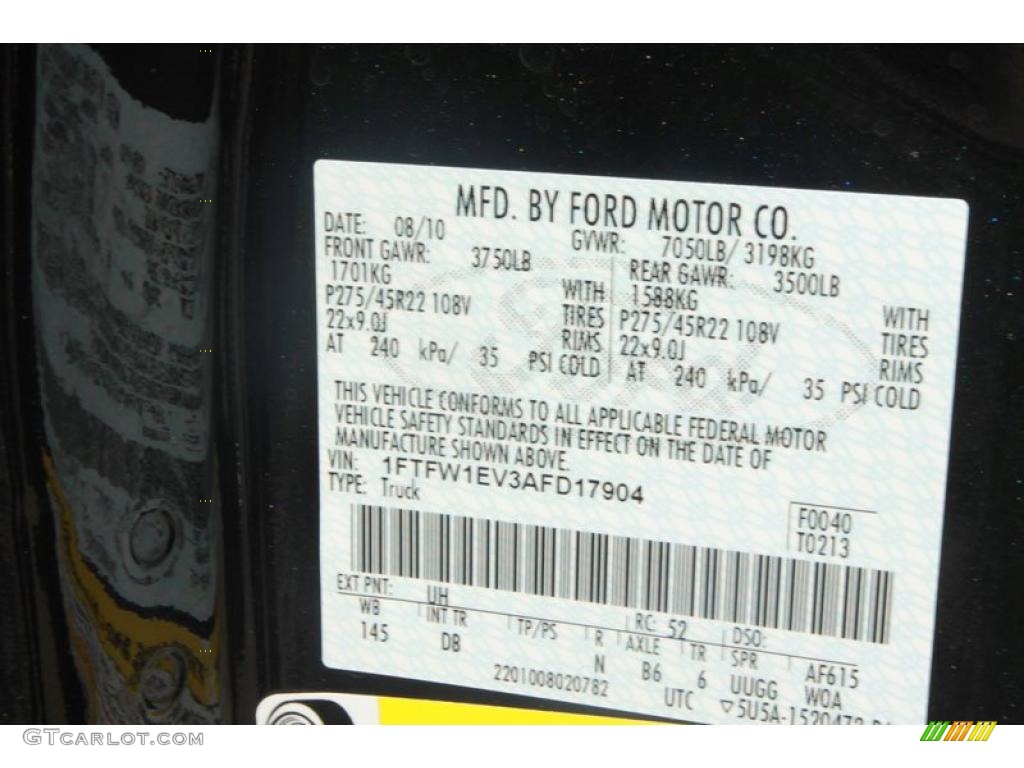 MFD. BY FORD MOTOR CO.
DATE: 08/10 GVWR: 7050LB/ 3198KG
FRONT GAWR: 3750LB REAR GAWR: 3500LB
1701KG WITH 1588KG WITH
P275/45R22 108V TIRES P275/45R22 108V TIRES
22x9.0J RIMS 22x9.0J RIMS
AT 240 kPa/ 35 PSI COLD AT 240 kPa/ 35 PSI COLD
THIS VEHICLE CONFORMS TO ALL APPLICABLE FEDERAL MOTOR
VEHICLE SAFETY STANDARDS IN EFFECT ON THE DATE OF
MANUFACTURE SHOWN ABOVE.
VIN: 1FTFW1EV3AFD17904
TYPE: Truck
F0040
T0213
EXT PNT: UH RC: 52 DSO:
WB INT TR TP/PS R AXLE TR SPR AF615
145 DB N B6 6 UUGG WOA
2201008020782 UTC ▽5U5A-1520472
GTCARLOT.COM